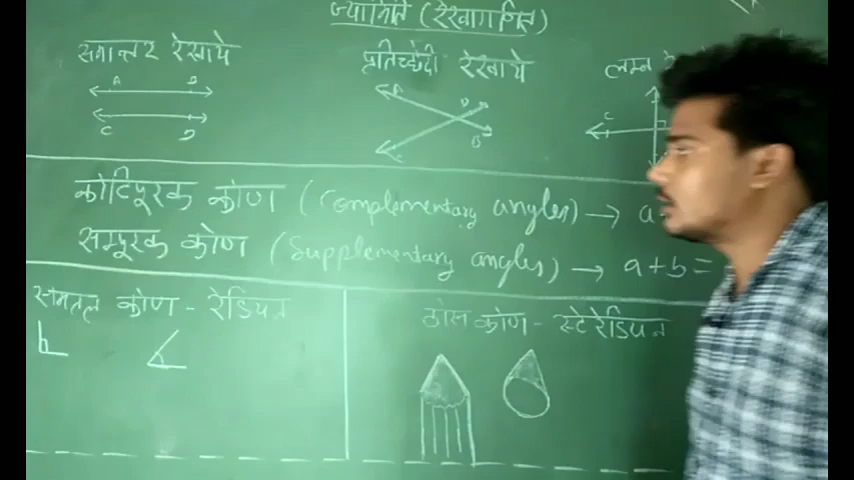 ज्यामिति (रेखागणित)
समान्तर रेखाये
प्रतिच्छेदी रेखाये
लम्ब रे
A B
C D
D
B
C
C
कोटिपूरक कोण (Complementary angles) → a
सम्पूरक कोण (Supplementary angles) → a + b =
समतल कोण - रेडियन
ठोस कोण - स्टेरेडियन